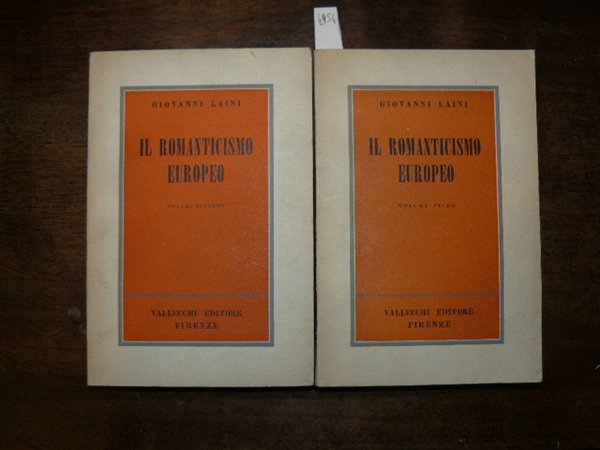 GIOVANNI LAINI
IL ROMANTICISMO
EUROPEO
VOLUME SECONDO
VALLECCHI EDITORE
FIRENZE
GIOVANNI LAINI
IL ROMANTICISMO
EUROPEO
VOLUME PRIMO
VALLECCHI EDITORE
FIRENZE